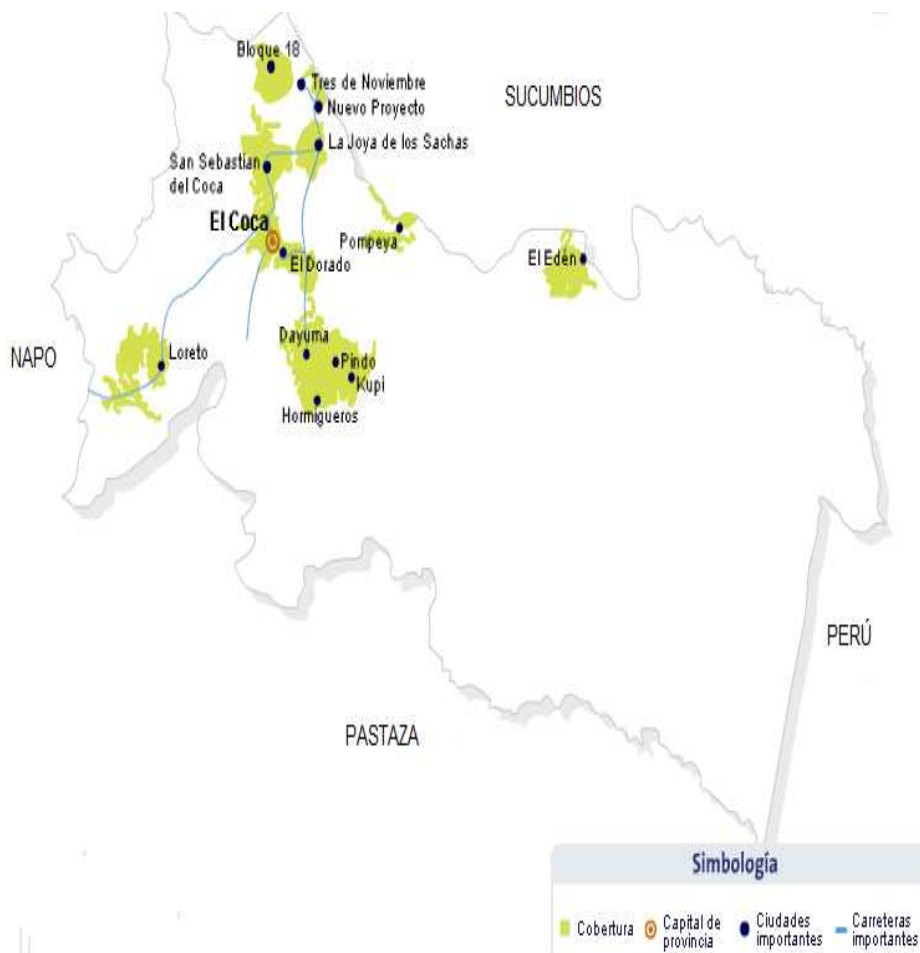 Bloque 18
Tres de Noviembre
SUCUMBIOS
Nuevo Proyecto
La Joya de los Sachas
San Sebastian
del Coca
El Coca
Pompeya
El Dorado
El Edén
Dayuma
Loreto
NAPO
Pindo
Kupi
Hormigueros
PERÚ
PASTAZA
Simbología
Cobertura
Capital de
provincia
Ciudades
importantes
Carreteras
importantes